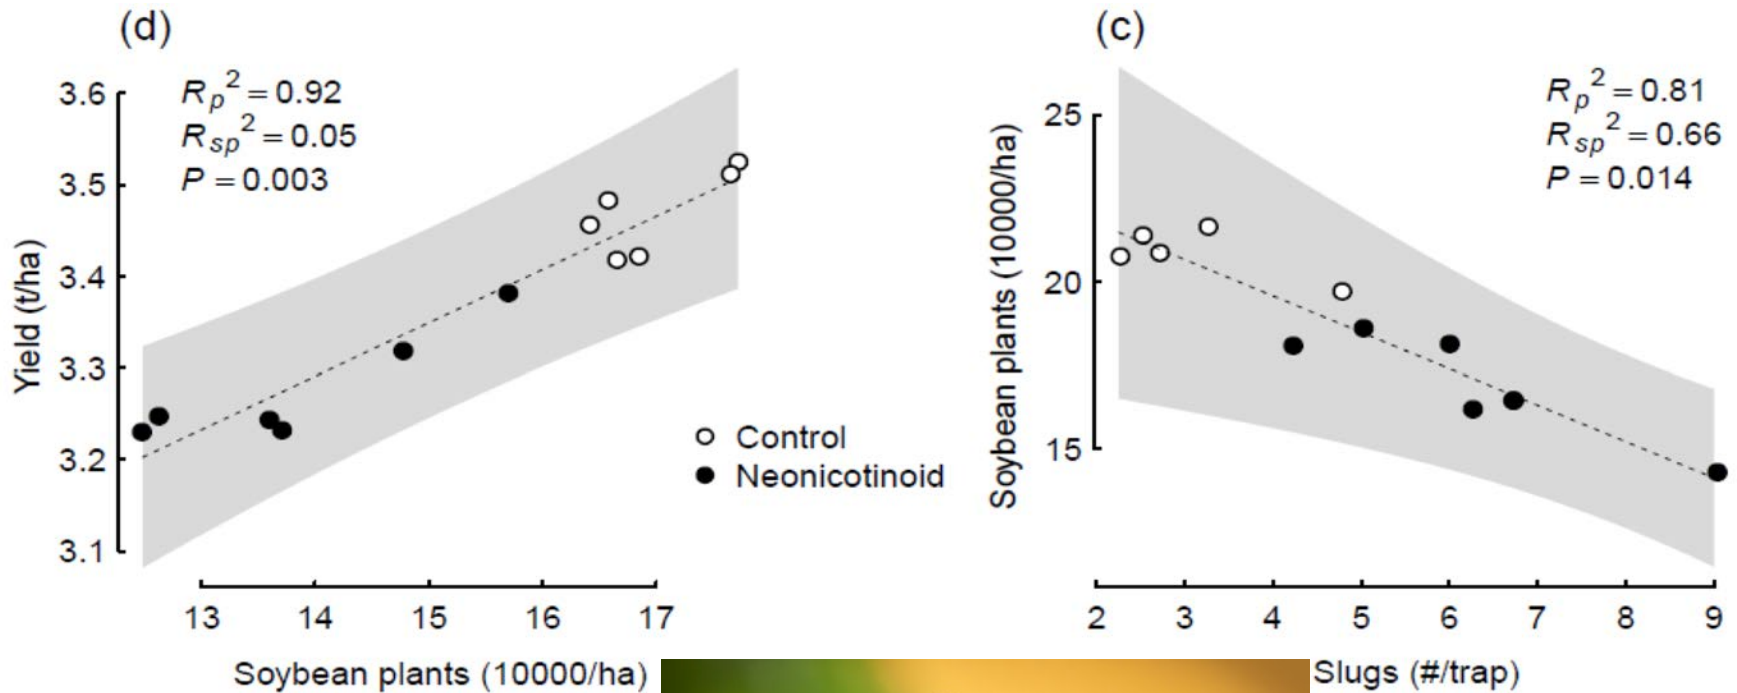 (d)
Rp² = 0.92
Rsp² = 0.05
P = 0.003
Yield (t/ha)
3.6
3.5
3.4
3.3
3.2
3.1
13 14 15 16 17
Soybean plants (10000/ha)
Control
Neonicotinoid
(c)
Rp² = 0.81
Rsp² = 0.66
P = 0.014
Soybean plants (10000/ha)
25
20
15
2 3 4 5 6 7 8 9
Slugs (#/trap)